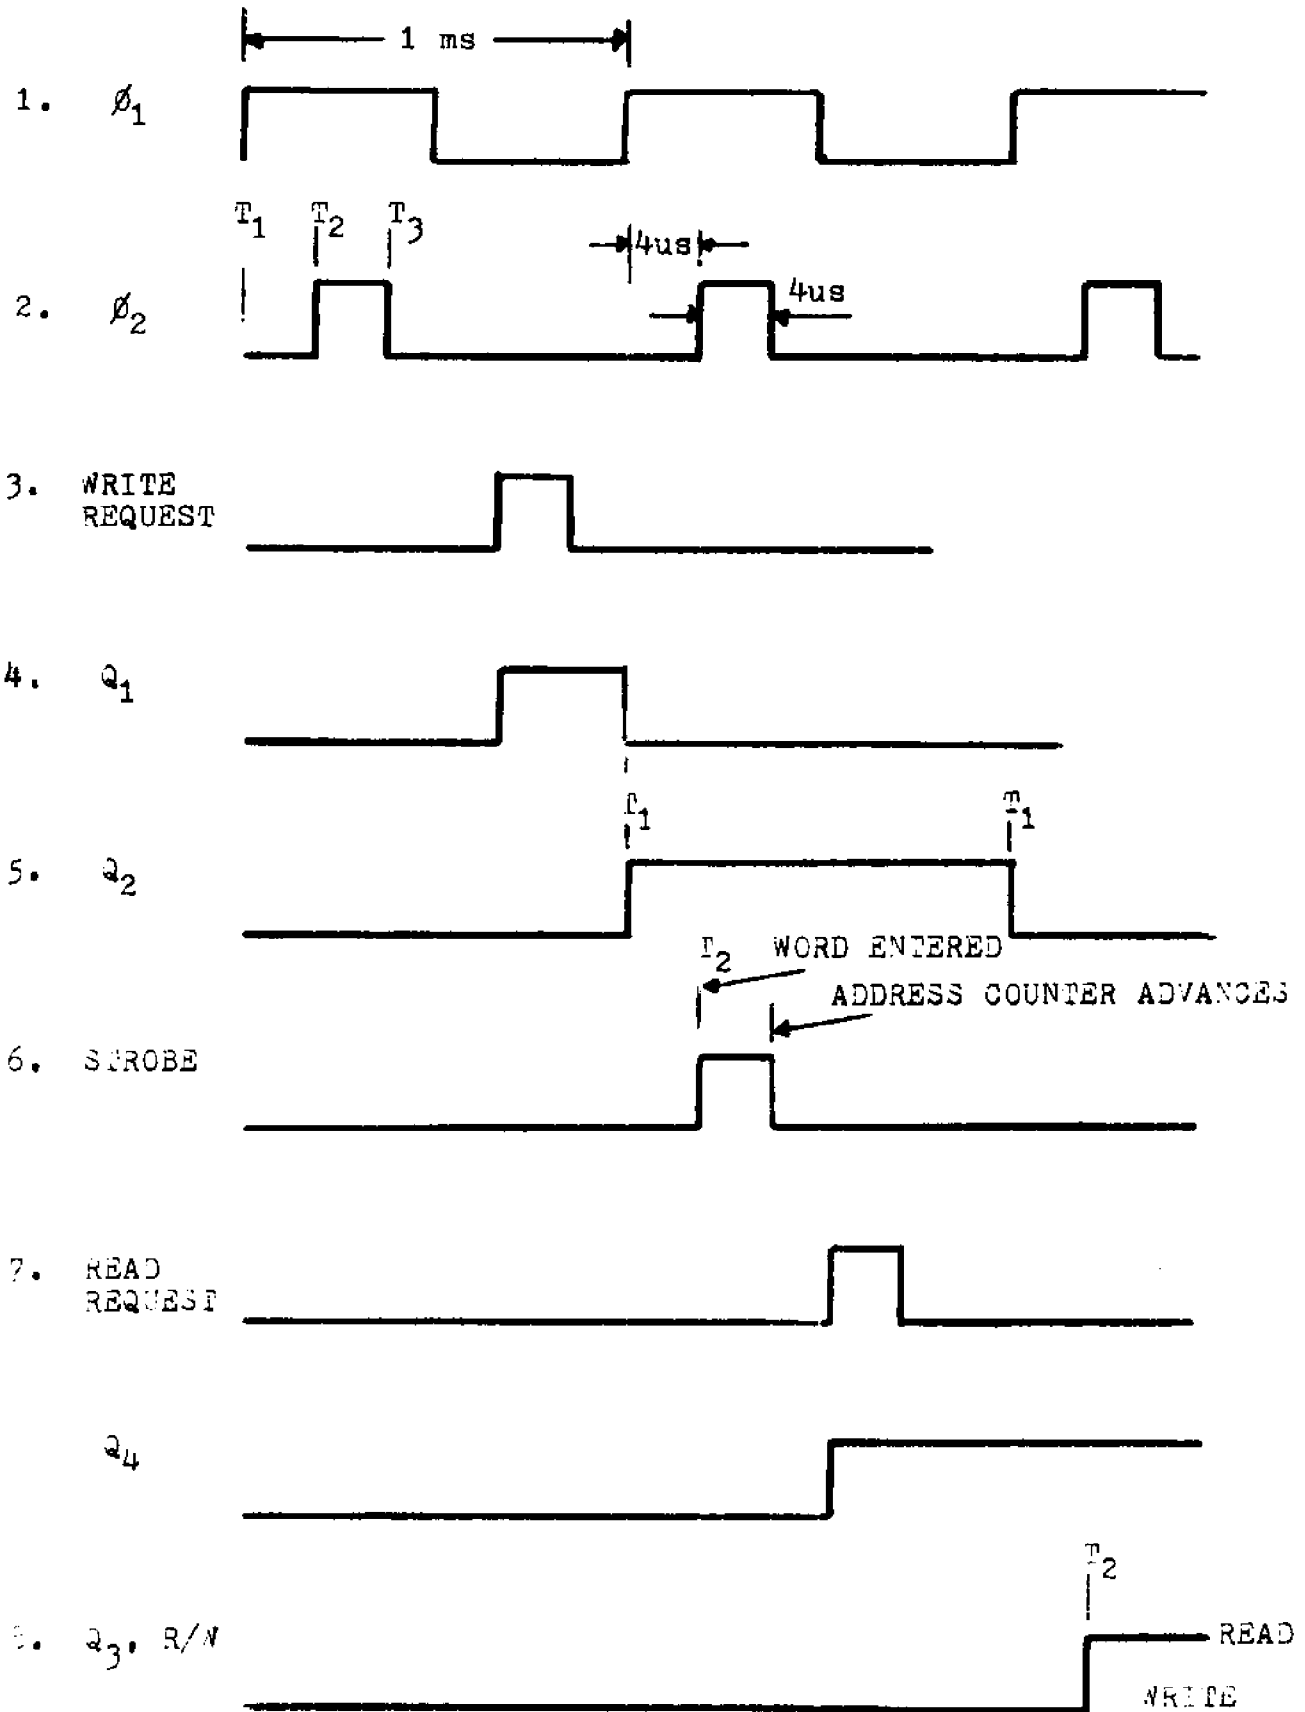 1 ms
1. Ø1
T1 T2 T3
4us
2. Ø2
4us
3. WRITE
REQUEST
4. Q1
T1 T1
5. Q2
T2 WORD ENTERED
ADDRESS COUNTER ADVANCES
6. STROBE
7. READ
REQUEST
Q4
T2
Q3, R/W
READ
WRITE